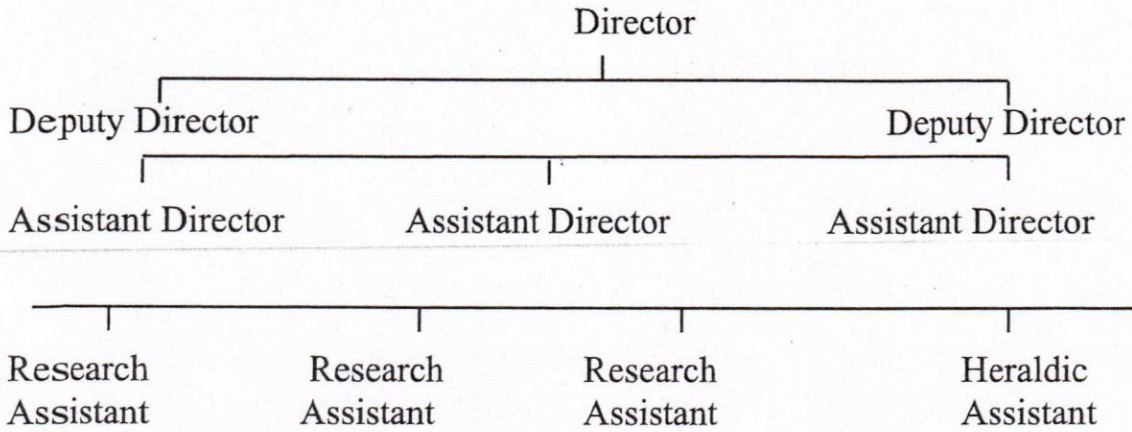 Director
Deputy Director Deputy Director
Assistant Director Assistant Director Assistant Director
Research Research Research Heraldic
Assistant Assistant Assistant Assistant